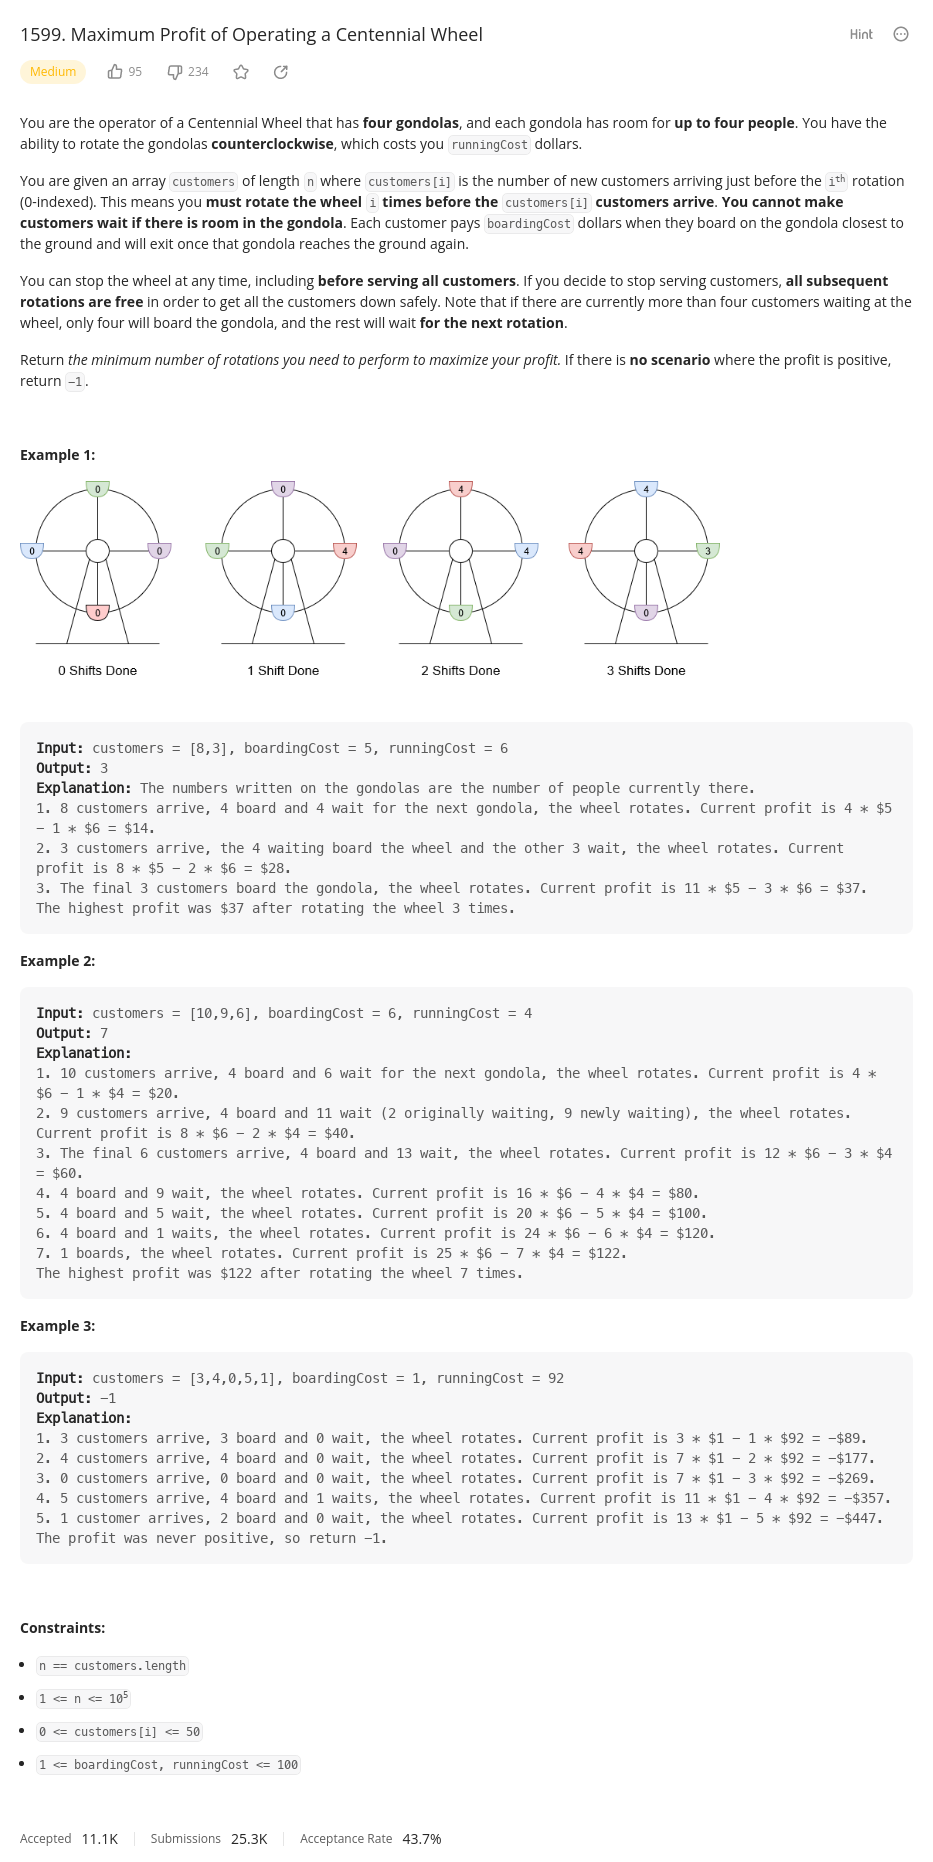 1599. Maximum Profit of Operating a Centennial Wheel
Hint
Medium
95
234
You are the operator of a Centennial Wheel that has four gondolas, and each gondola has room for up to four people. You have the
ability to rotate the gondolas counterclockwise, which costs you runningCost dollars.
You are given an array customers of length n where customers[i] is the number of new customers arriving just before the iᵗʰ rotation
(0-indexed). This means you must rotate the wheel i times before the customers[i] customers arrive. You cannot make
customers wait if there is room in the gondola. Each customer pays boardingCost dollars when they board on the gondola closest to
the ground and will exit once that gondola reaches the ground again.
You can stop the wheel at any time, including before serving all customers. If you decide to stop serving customers, all subsequent
rotations are free in order to get all the customers down safely. Note that if there are currently more than four customers waiting at the
wheel, only four will board the gondola, and the rest will wait for the next rotation.
Return the minimum number of rotations you need to perform to maximize your profit. If there is no scenario where the profit is positive,
return -1.
Example 1:
0 0 4 4
0 0 0 4 0 4 4 3
0 0 0 0
0 Shifts Done 1 Shift Done 2 Shifts Done 3 Shifts Done
Input: customers = [8,3], boardingCost = 5, runningCost = 6
Output: 3
Explanation: The numbers written on the gondolas are the number of people currently there.
1. 8 customers arrive, 4 board and 4 wait for the next gondola, the wheel rotates. Current profit is 4 * $5
- 1 * $6 = $14.
2. 3 customers arrive, the 4 waiting board the wheel and the other 3 wait, the wheel rotates. Current
profit is 8 * $5 - 2 * $6 = $28.
3. The final 3 customers board the gondola, the wheel rotates. Current profit is 11 * $5 - 3 * $6 = $37.
The highest profit was $37 after rotating the wheel 3 times.
Example 2:
Input: customers = [10,9,6], boardingCost = 6, runningCost = 4
Output: 7
Explanation:
1. 10 customers arrive, 4 board and 6 wait for the next gondola, the wheel rotates. Current profit is 4 *
$6 - 1 * $4 = $20.
2. 9 customers arrive, 4 board and 11 wait (2 originally waiting, 9 newly waiting), the wheel rotates.
Current profit is 8 * $6 - 2 * $4 = $40.
3. The final 6 customers arrive, 4 board and 13 wait, the wheel rotates. Current profit is 12 * $6 - 3 * $4
= $60.
4. 4 board and 9 wait, the wheel rotates. Current profit is 16 * $6 - 4 * $4 = $80.
5. 4 board and 5 wait, the wheel rotates. Current profit is 20 * $6 - 5 * $4 = $100.
6. 4 board and 1 waits, the wheel rotates. Current profit is 24 * $6 - 6 * $4 = $120.
7. 1 boards, the wheel rotates. Current profit is 25 * $6 - 7 * $4 = $122.
The highest profit was $122 after rotating the wheel 7 times.
Example 3:
Input: customers = [3,4,0,5,1], boardingCost = 1, runningCost = 92
Output: -1
Explanation:
1. 3 customers arrive, 3 board and 0 wait, the wheel rotates. Current profit is 3 * $1 - 1 * $92 = -$89.
2. 4 customers arrive, 4 board and 0 wait, the wheel rotates. Current profit is 7 * $1 - 2 * $92 = -$177.
3. 0 customers arrive, 0 board and 0 wait, the wheel rotates. Current profit is 7 * $1 - 3 * $92 = -$269.
4. 5 customers arrive, 4 board and 1 waits, the wheel rotates. Current profit is 11 * $1 - 4 * $92 = -$357.
5. 1 customer arrives, 2 board and 0 wait, the wheel rotates. Current profit is 13 * $1 - 5 * $92 = -$447.
The profit was never positive, so return -1.
Constraints:
• n == customers.length
• 1 <= n <= 10⁵
• 0 <= customers[i] <= 50
• 1 <= boardingCost, runningCost <= 100
Accepted 11.1K Submissions 25.3K Acceptance Rate 43.7%